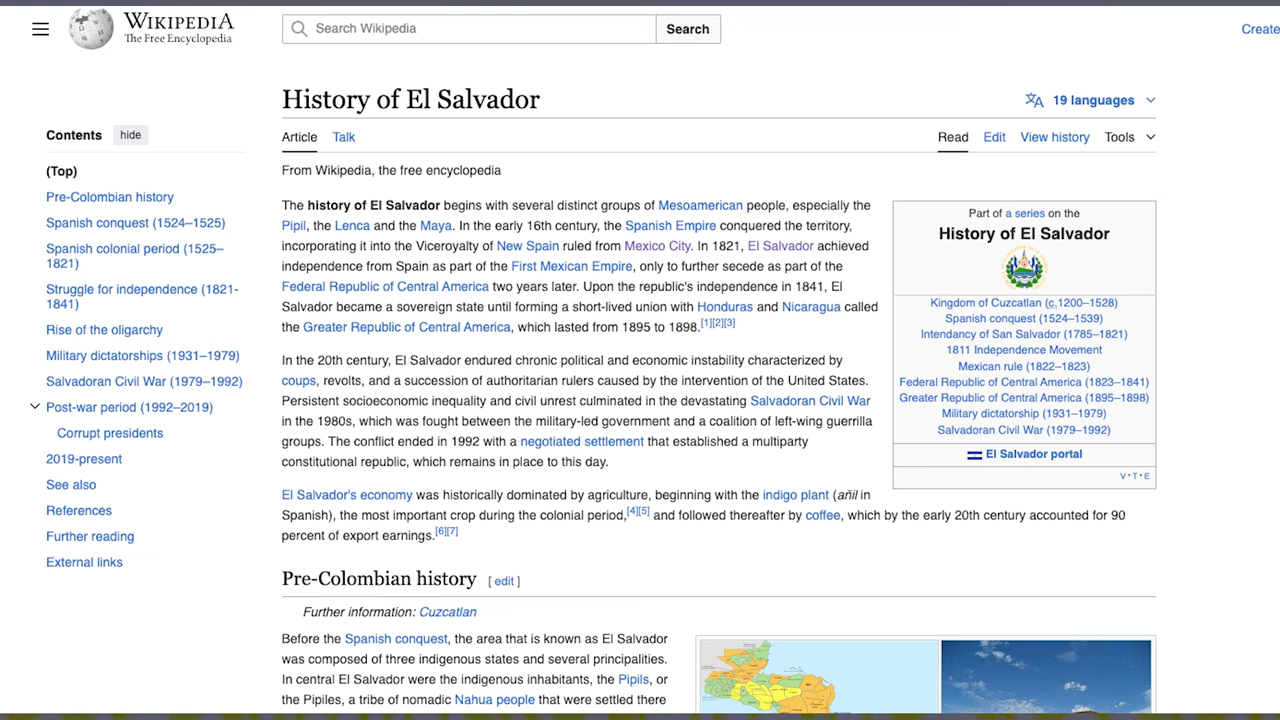 WIKIPEDIA
The Free Encyclopedia
Search Wikipedia
Search
Create
History of El Salvador
19 languages
Article Talk
Read Edit View history Tools
From Wikipedia, the free encyclopedia
Contents hide
(Top)
Pre-Colombian history
Spanish conquest (1524–1525)
Spanish colonial period (1525–
1821)
Struggle for independence (1821-
1841)
Rise of the oligarchy
Military dictatorships (1931–1979)
Salvadoran Civil War (1979–1992)
Post-war period (1992–2019)
Corrupt presidents
2019-present
See also
References
Further reading
External links
The history of El Salvador begins with several distinct groups of Mesoamerican people, especially the
Pipil, the Lenca and the Maya. In the early 16th century, the Spanish Empire conquered the territory,
incorporating it into the Viceroyalty of New Spain ruled from Mexico City. In 1821, El Salvador achieved
independence from Spain as part of the First Mexican Empire, only to further secede as part of the
Federal Republic of Central America two years later. Upon the republic's independence in 1841, El
Salvador became a sovereign state until forming a short-lived union with Honduras and Nicaragua called
the Greater Republic of Central America, which lasted from 1895 to 1898.[1][2][3]
In the 20th century, El Salvador endured chronic political and economic instability characterized by
coups, revolts, and a succession of authoritarian rulers caused by the intervention of the United States.
Persistent socioeconomic inequality and civil unrest culminated in the devastating Salvadoran Civil War
in the 1980s, which was fought between the military-led government and a coalition of left-wing guerrilla
groups. The conflict ended in 1992 with a negotiated settlement that established a multiparty
constitutional republic, which remains in place to this day.
El Salvador's economy was historically dominated by agriculture, beginning with the indigo plant (añil in
Spanish), the most important crop during the colonial period,[4][5] and followed thereafter by coffee, which by the early 20th century accounted for 90
percent of export earnings.[6][7]
Part of a series on the
History of El Salvador
Kingdom of Cuzcatlan (c.1200–1528)
Spanish conquest (1524–1539)
Intendancy of San Salvador (1785–1821)
1811 Independence Movement
Mexican rule (1822–1823)
Federal Republic of Central America (1823–1841)
Greater Republic of Central America (1895–1898)
Military dictatorship (1931–1979)
Salvadoran Civil War (1979–1992)
El Salvador portal
V·T·E
Pre-Colombian history [ edit ]
Further information: Cuzcatlan
Before the Spanish conquest, the area that is known as El Salvador
was composed of three indigenous states and several principalities.
In central El Salvador were the indigenous inhabitants, the Pipils, or
the Pipiles, a tribe of nomadic Nahua people that were settled there